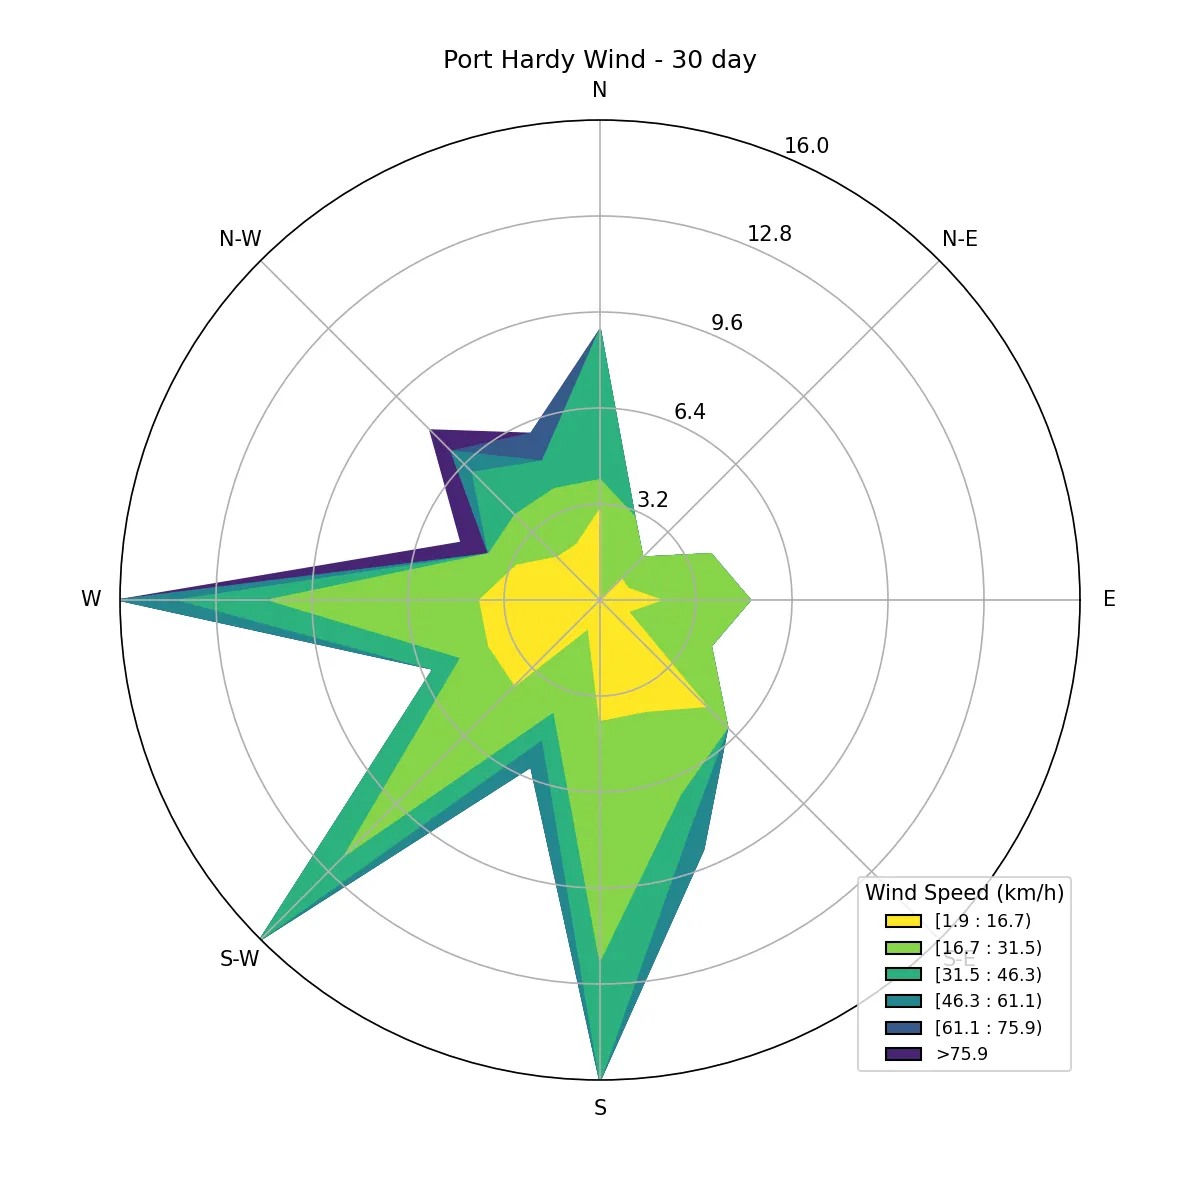 Port Hardy Wind - 30 day
N
16.0
N-W
12.8
N-E
9.6
6.4
3.2
W
E
Wind Speed (km/h)
[1.9 : 16.7)
[16.7 : 31.5)
S-W
S-E
[31.5 : 46.3)
[46.3 : 61.1)
[61.1 : 75.9)
>75.9
S